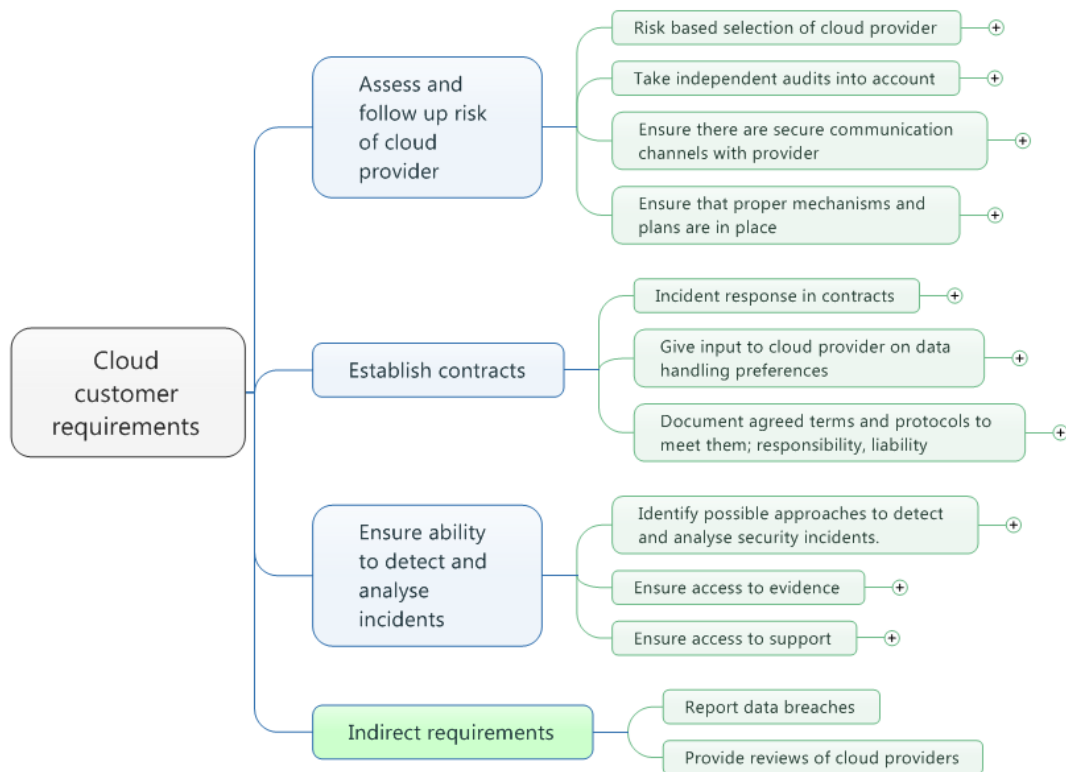 Cloud
customer
requirements
Assess and
follow up risk
of cloud
provider
Risk based selection of cloud provider
Take independent audits into account
Ensure there are secure communication
channels with provider
Ensure that proper mechanisms and
plans are in place
Establish contracts
Incident response in contracts
Give input to cloud provider on data
handling preferences
Document agreed terms and protocols to
meet them; responsibility, liability
Ensure ability
to detect and
analyse
incidents
Identify possible approaches to detect
and analyse security incidents.
Ensure access to evidence
Ensure access to support
Indirect requirements
Report data breaches
Provide reviews of cloud providers